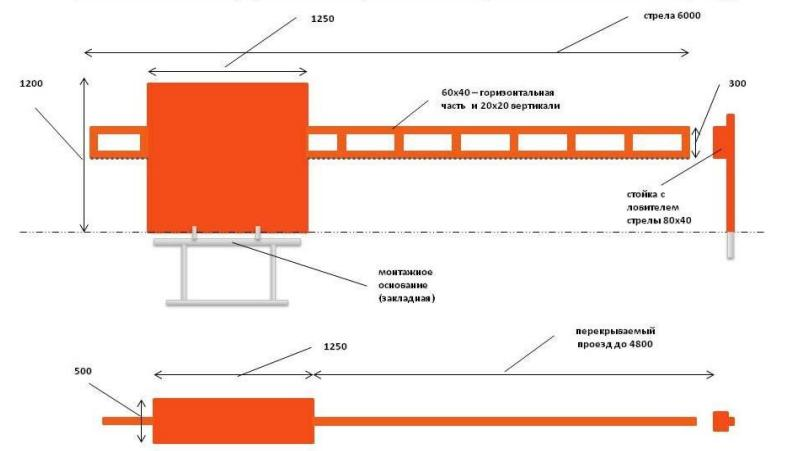 1250
стрела 6000
1200
60х40 – горизонтальная
часть и 20х20 вертикали
300
стойка с
ловителем
стрелы 80х40
монтажное
основание
(закладная)
1250
перекрываемый
проезд до 4800
500